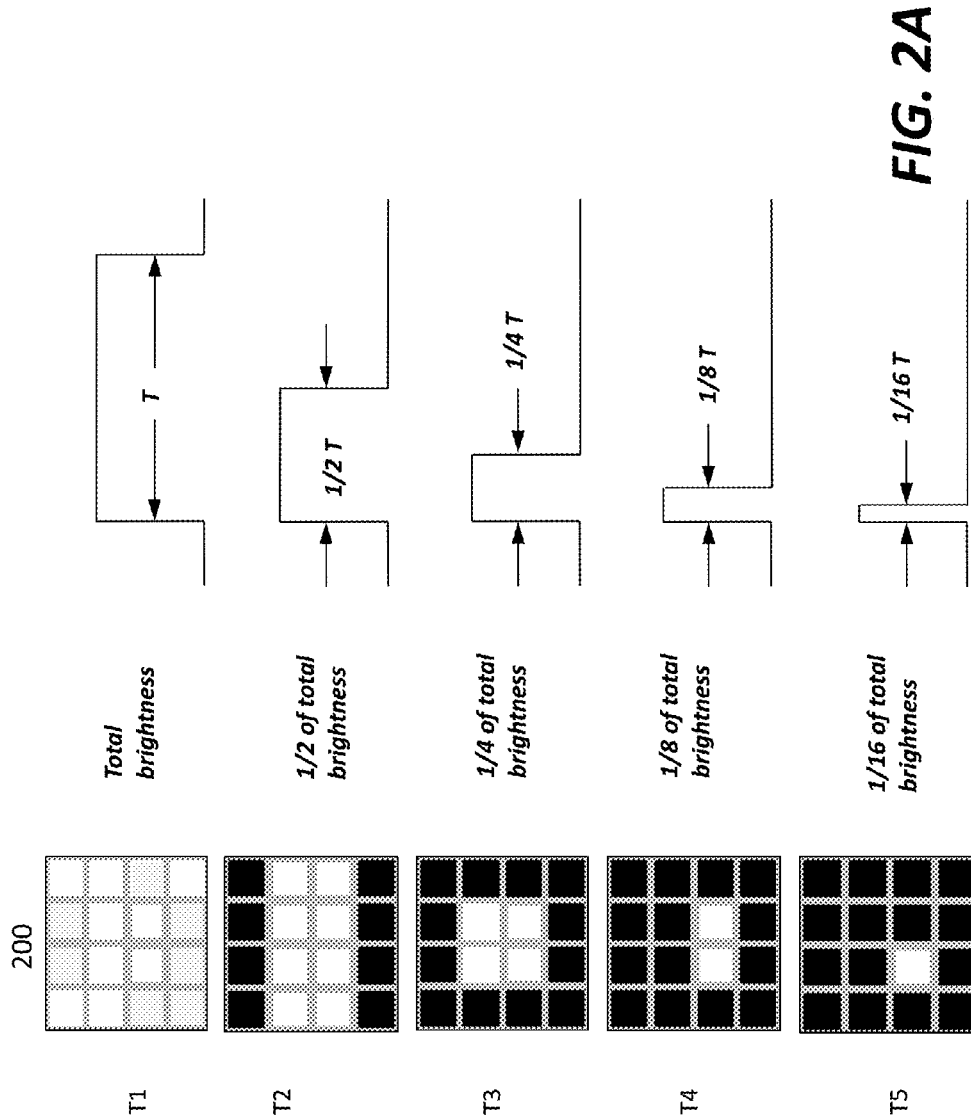 200
T1
Total
brightness
T
T2
1/2 of total
brightness
1/2 T
T3
1/4 of total
brightness
1/4 T
T4
1/8 of total
brightness
1/8 T
T5
1/16 of total
brightness
1/16 T
FIG. 2A